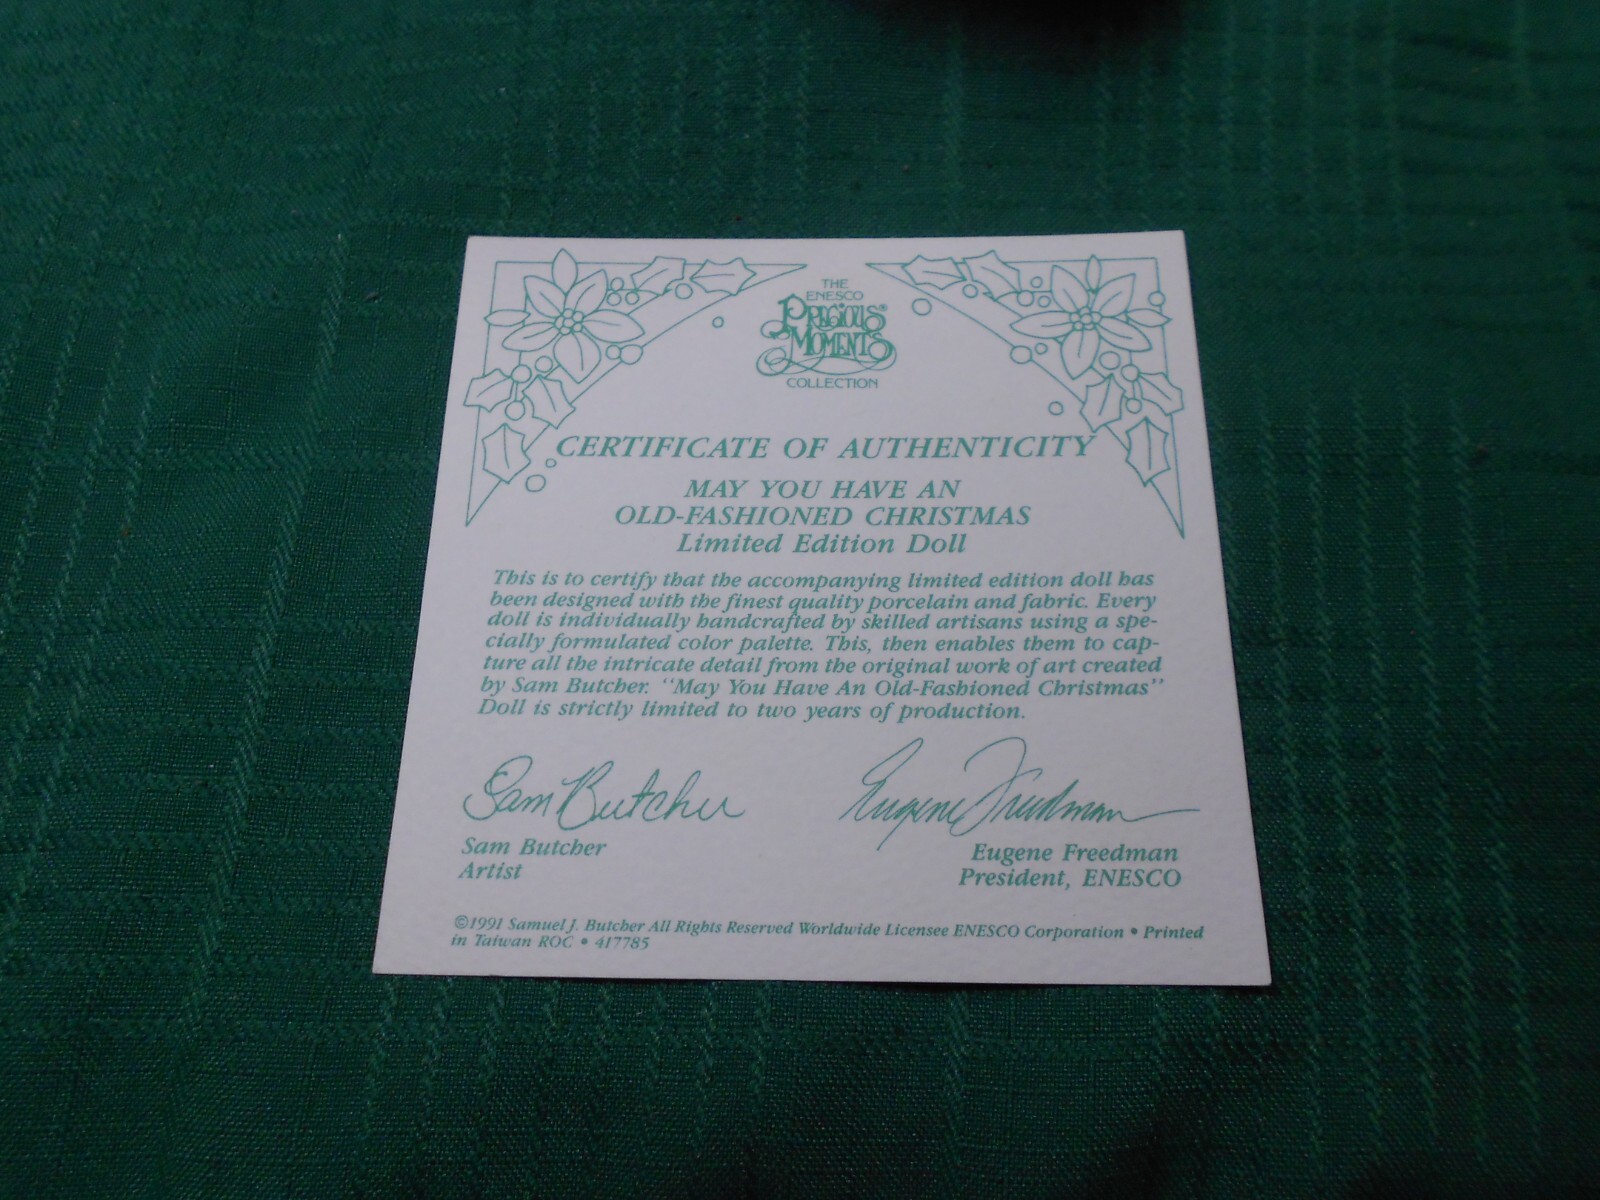 THE
ENESCO
PRECIOUS®
MOMENTS
COLLECTION
CERTIFICATE OF AUTHENTICITY
MAY YOU HAVE AN
OLD-FASHIONED CHRISTMAS
Limited Edition Doll
This is to certify that the accompanying limited edition doll has
been designed with the finest quality porcelain and fabric. Every
doll is individually handcrafted by skilled artisans using a spe-
cially formulated color palette. This, then enables them to cap-
ture all the intricate detail from the original work of art created
by Sam Butcher. "May You Have An Old-Fashioned Christmas"
Doll is strictly limited to two years of production.
Sam Butcher
Eugene Freedman
Sam Butcher
Artist
Eugene Freedman
President, ENESCO
©1991 Samuel J. Butcher All Rights Reserved Worldwide Licensee ENESCO Corporation • Printed
in Taiwan ROC • 417785